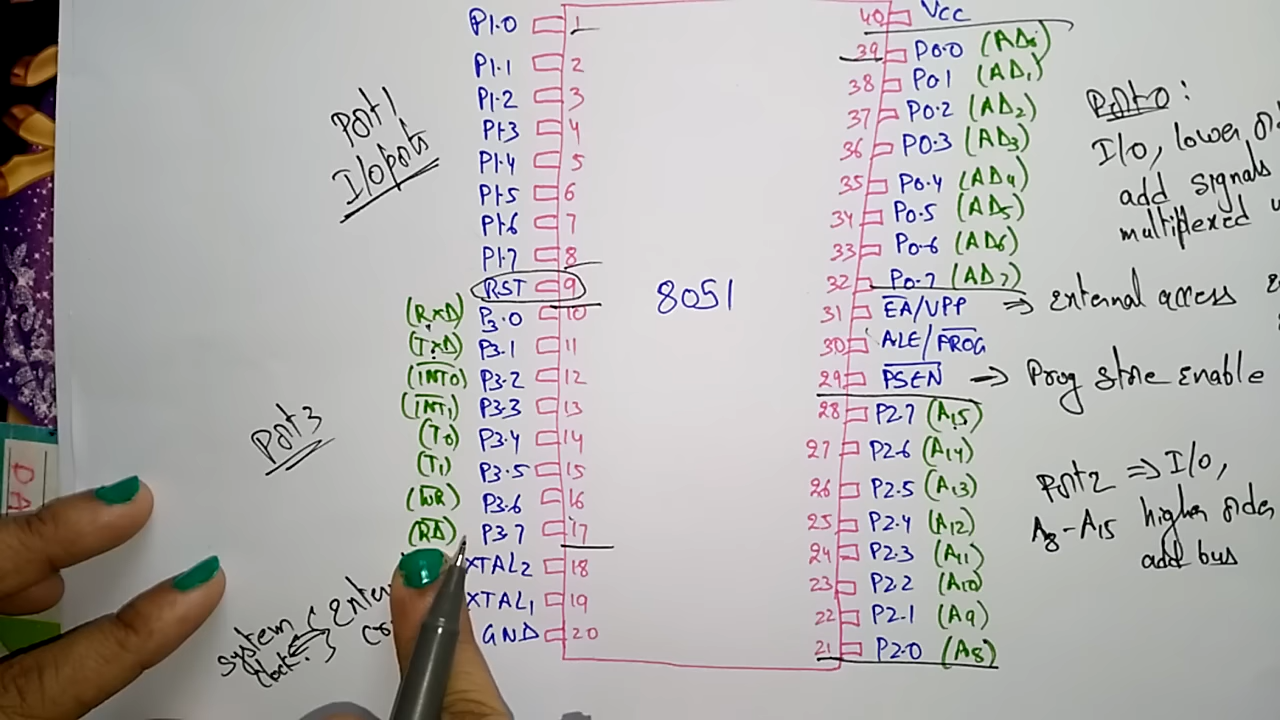 P1.0 1
P1.1 2
P1.2 3
P1.3 4
P1.4 5
P1.5 6
P1.6 7
P1.7 8
RST 9
(RxD) P3.0 10
(TxD) P3.1 11
(INT0) P3.2 12
(INT1) P3.3 13
(T0) P3.4 14
(T1) P3.5 15
(WR) P3.6 16
(RD) P3.7 17
XTAL2 18
XTAL1 19
GND 20
Port 1
I/O ports
Port 3
System
clock
8051
40 Vcc
39 P0.0 (AD0)
38 P0.1 (AD1)
37 P0.2 (AD2)
36 P0.3 (AD3)
35 P0.4 (AD4)
34 P0.5 (AD5)
33 P0.6 (AD6)
32 P0.7 (AD7)
31 EA/VPP ⇒ External access
30 ALE/PROG
29 PSEN ⇒ Prog store Enable
28 P2.7 (A15)
27 P2.6 (A14)
26 P2.5 (A13)
25 P2.4 (A12)
24 P2.3 (A11)
23 P2.2 (A10)
22 P2.1 (A9)
21 P2.0 (A8)
Port 0:
I/O, lower
add signals
multiplexed
Port 2 ⇒ I/O,
A8-A15 higher order
add bus